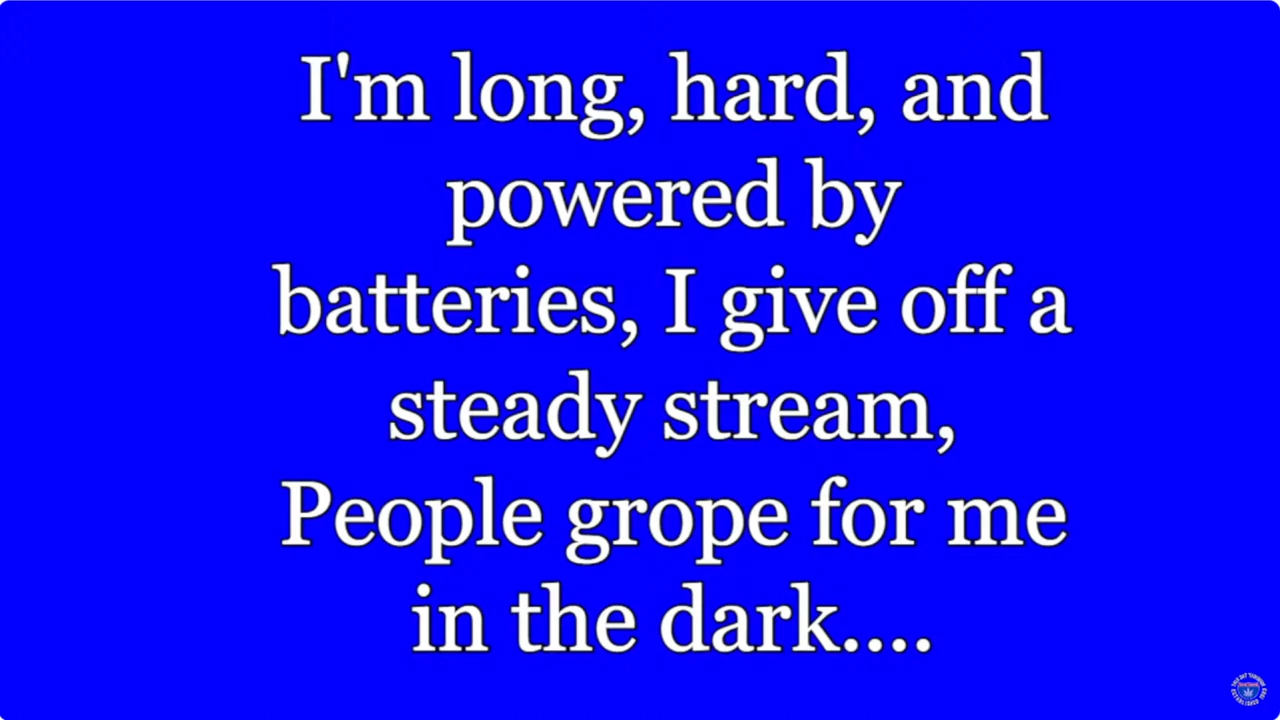 I'm long, hard, and
powered by
batteries, I give off a
steady stream,
People grope for me
in the dark....